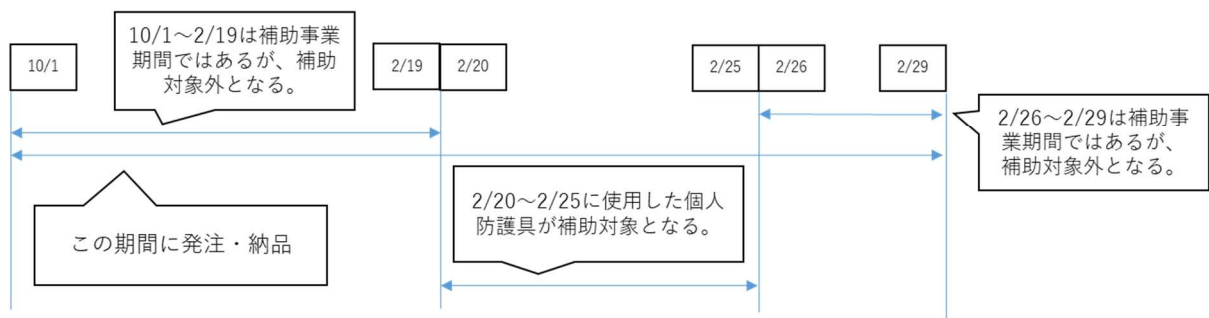 10/1～2/19は補助事業
期間ではあるが、補助
対象外となる。
10/1
2/19
2/20
2/25
2/26
2/29
2/26～2/29は補助事
業期間ではあるが、
補助対象外となる。
2/20～2/25に使用した個人
防護具が補助対象となる。
この期間に発注・納品